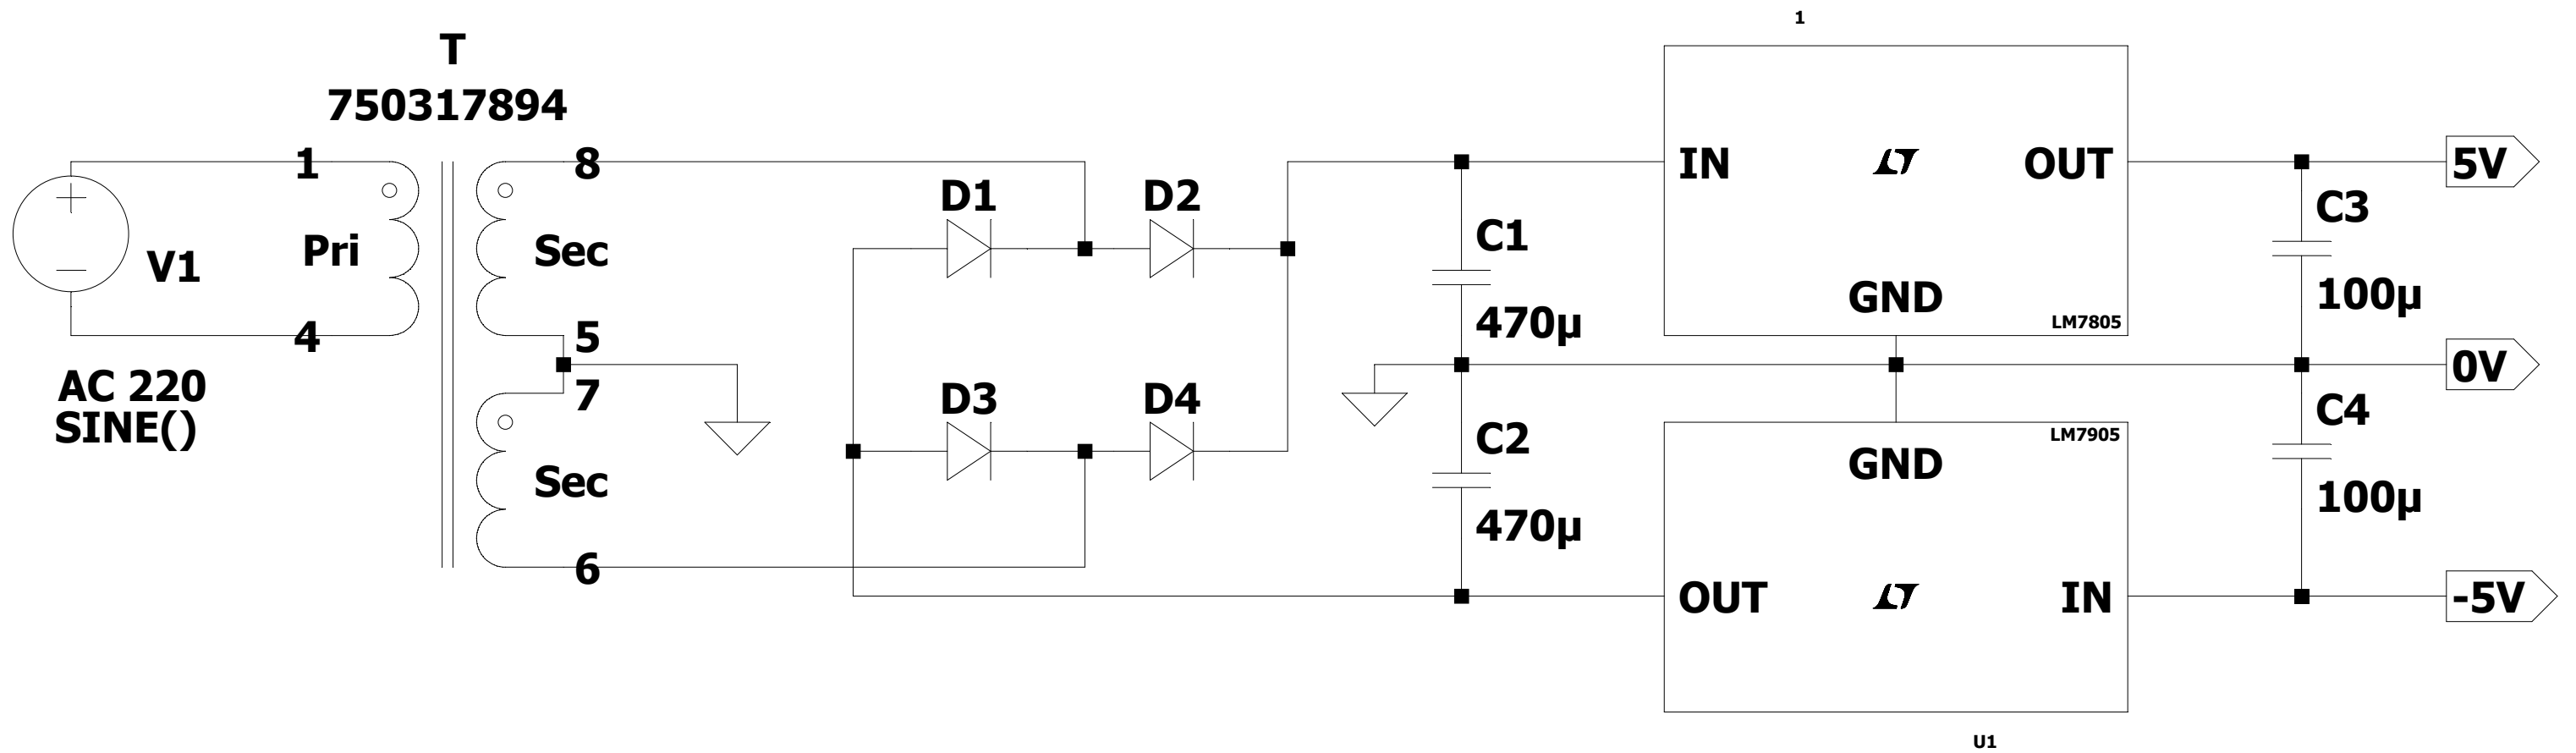 1
T
750317894
1
8
IN
OUT
5V
D1
D2
C3
C1
Pri
Sec
V1
100µ
GND
470µ
LM7805
4
5
0V
AC 220
7
D3
D4
C4
SINE()
C2
LM7905
GND
Sec
100µ
470µ
6
OUT
IN
-5V
U1